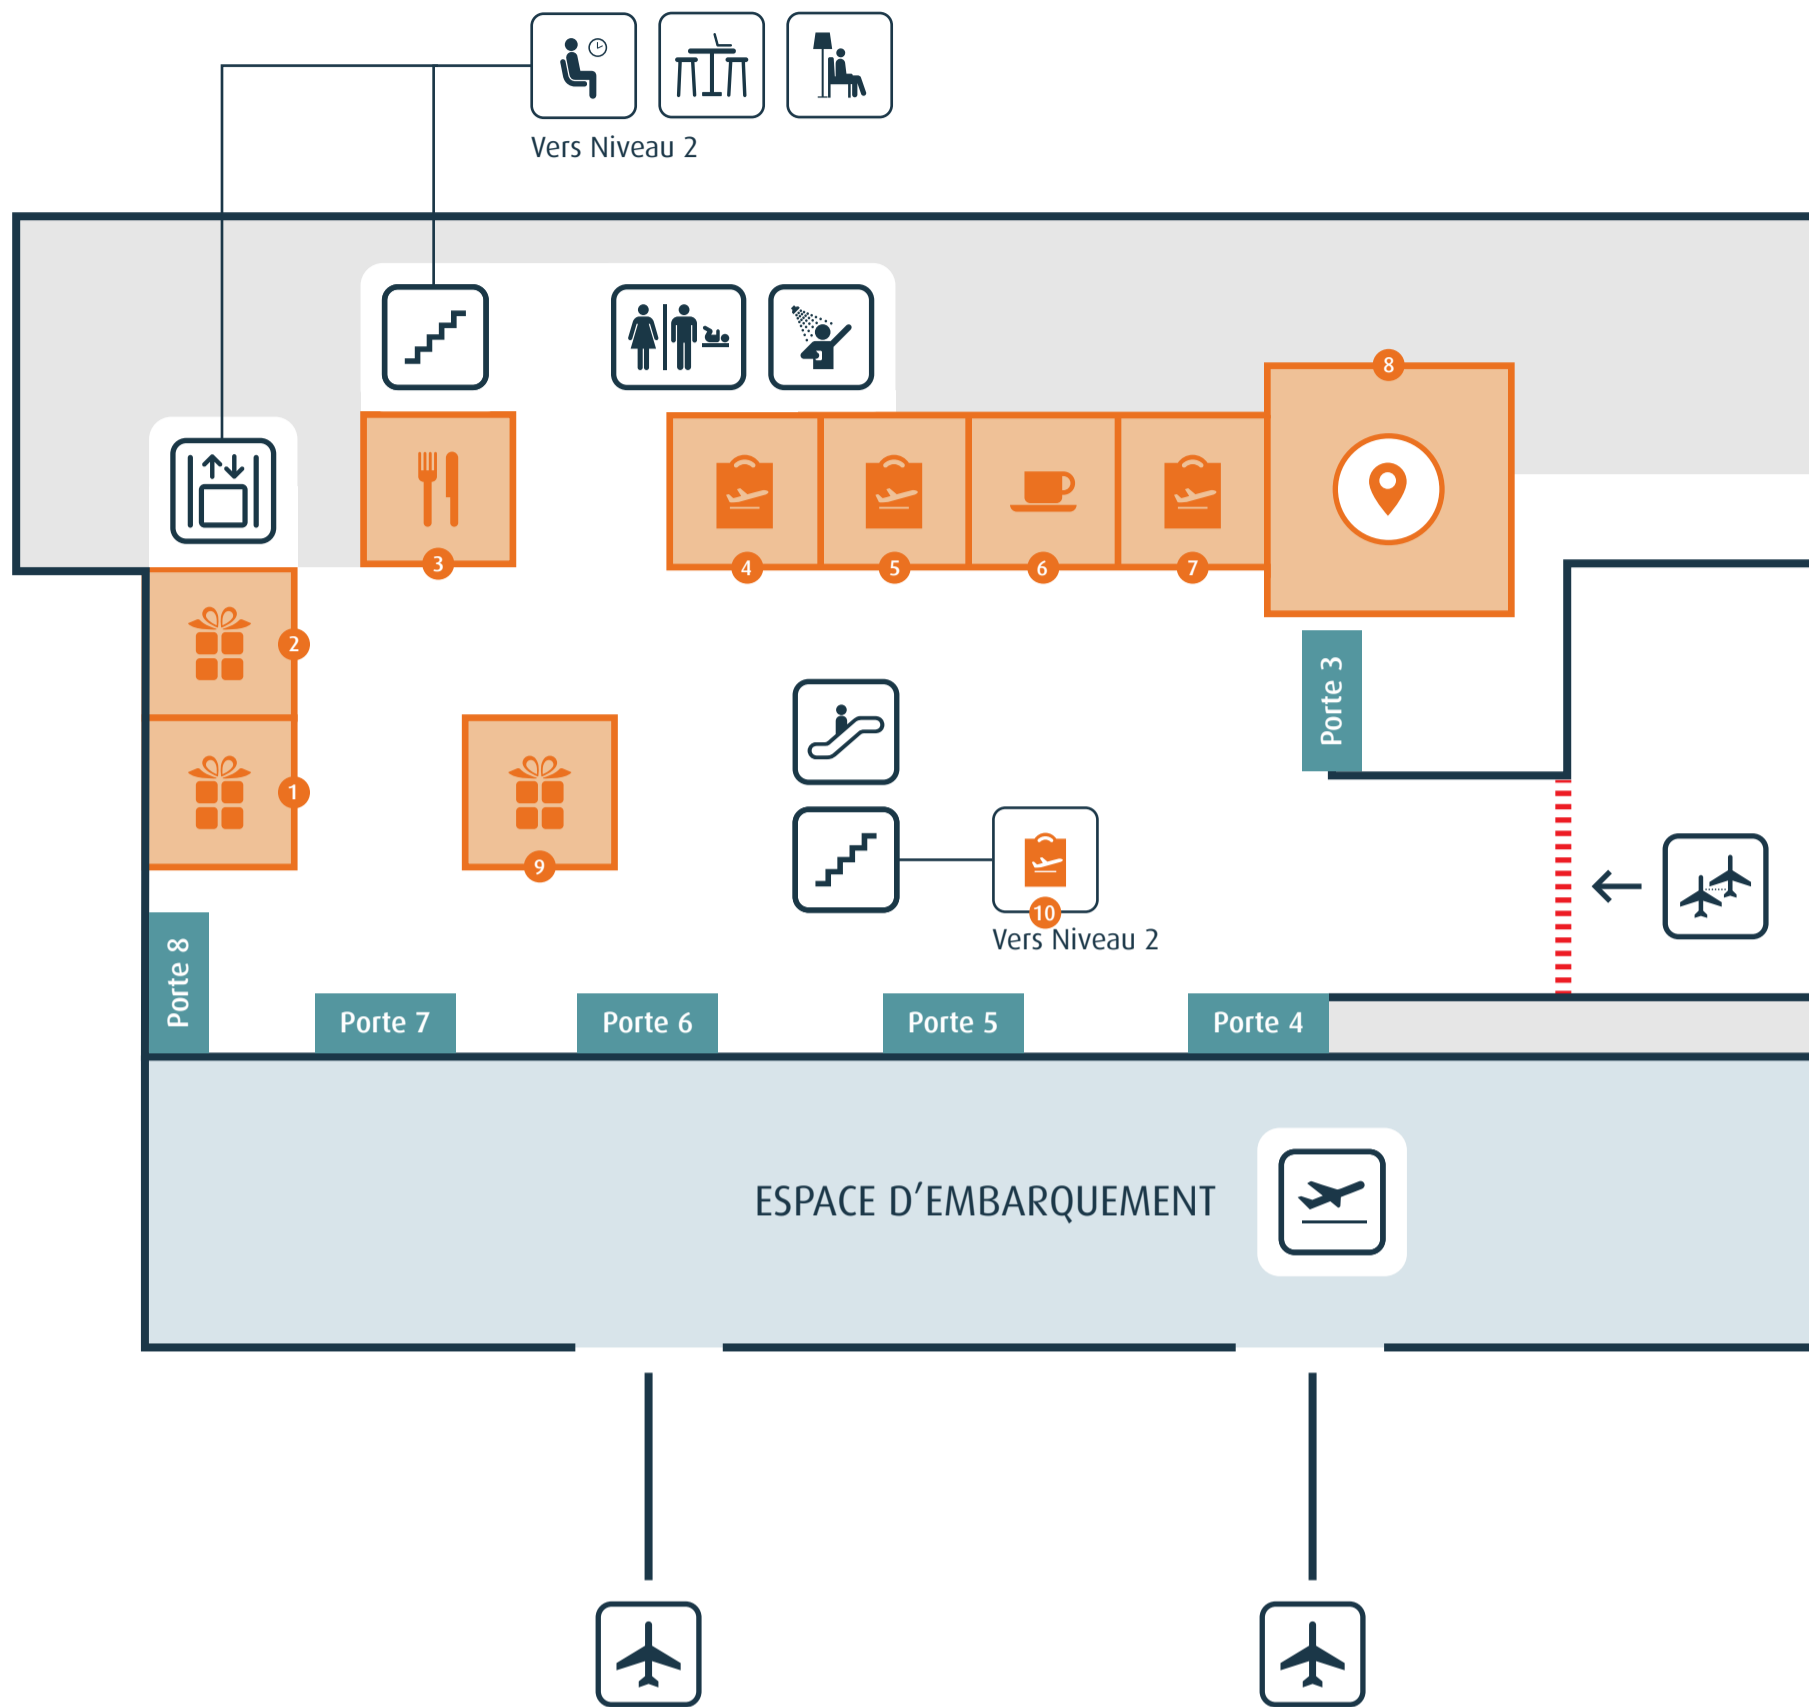 Vers Niveau 2
8
3
4
5
6
7
2
1
9
Porte 3
10
Vers Niveau 2
Porte 8
Porte 7
Porte 6
Porte 5
Porte 4
ESPACE D'EMBARQUEMENT